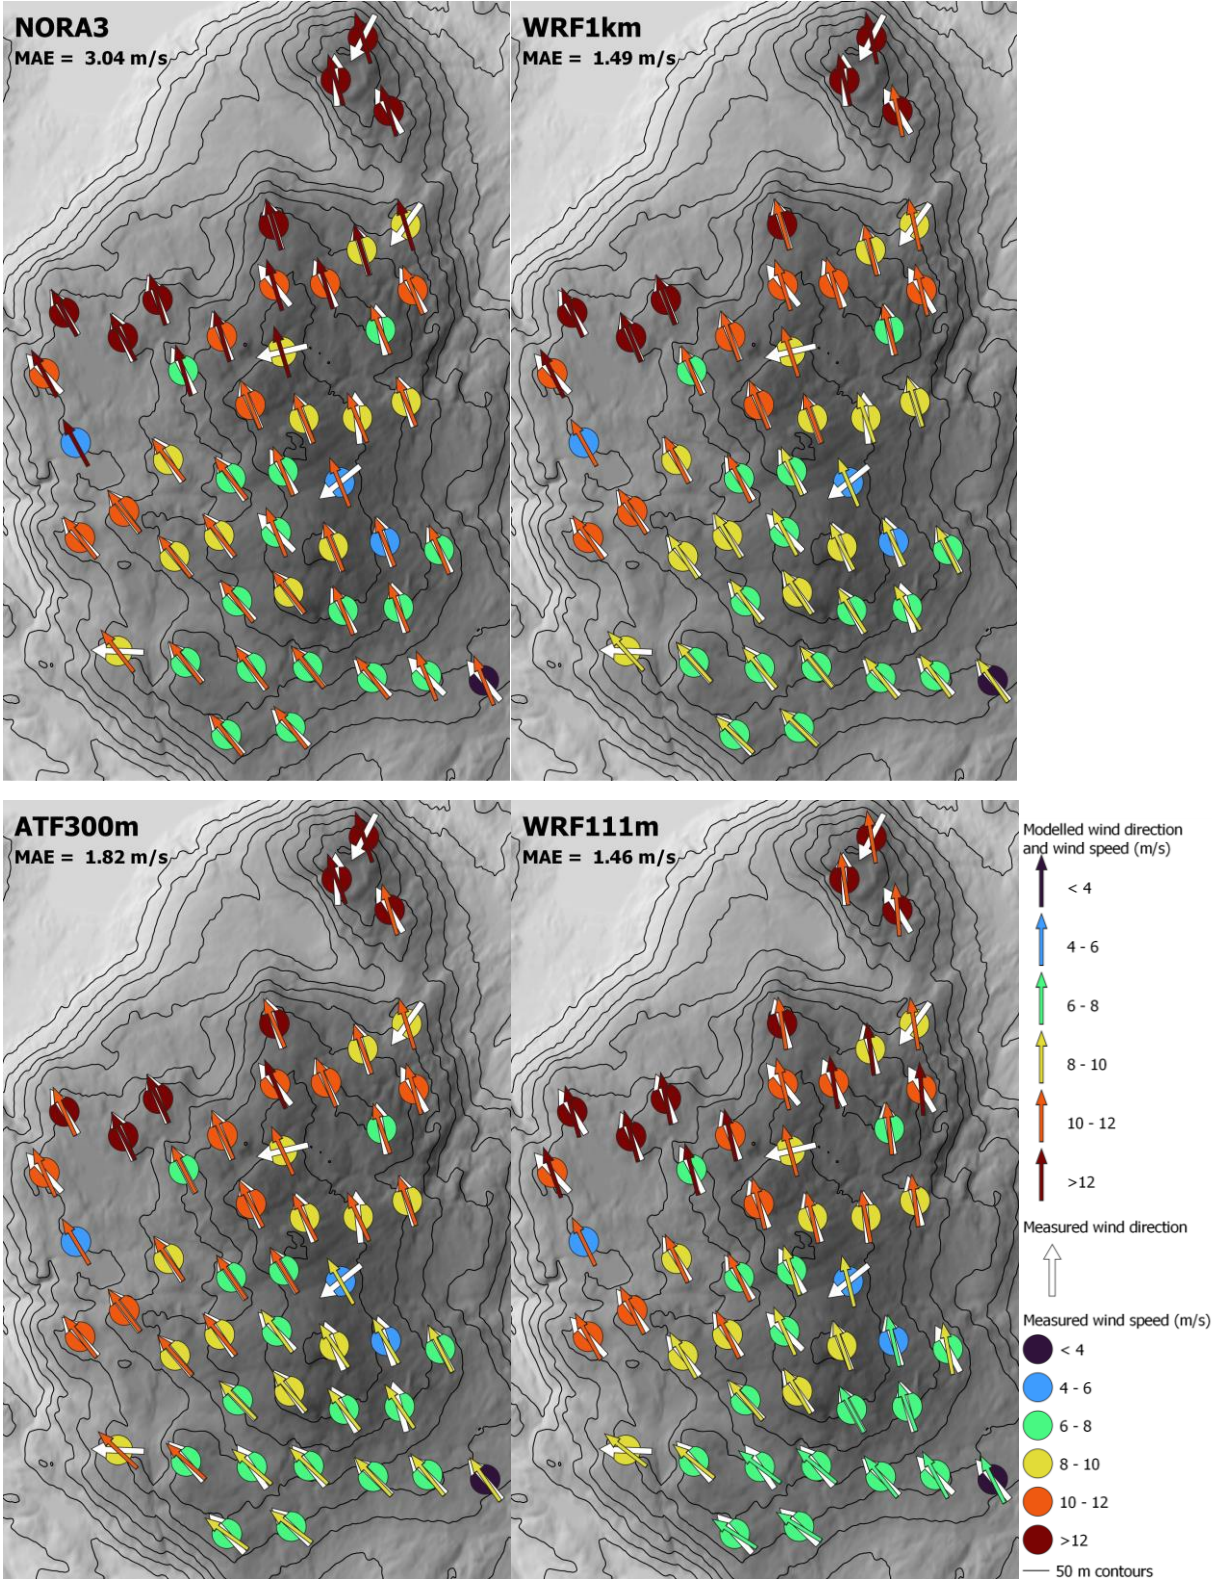 NORA3
MAE = 3.04 m/s
WRF1km
MAE = 1.49 m/s
ATF300m
MAE = 1.82 m/s
WRF111m
MAE = 1.46 m/s
Modelled wind direction
and wind speed (m/s)
< 4
4 - 6
6 - 8
8 - 10
10 - 12
>12
Measured wind direction
Measured wind speed (m/s)
< 4
4 - 6
6 - 8
8 - 10
10 - 12
>12
50 m contours